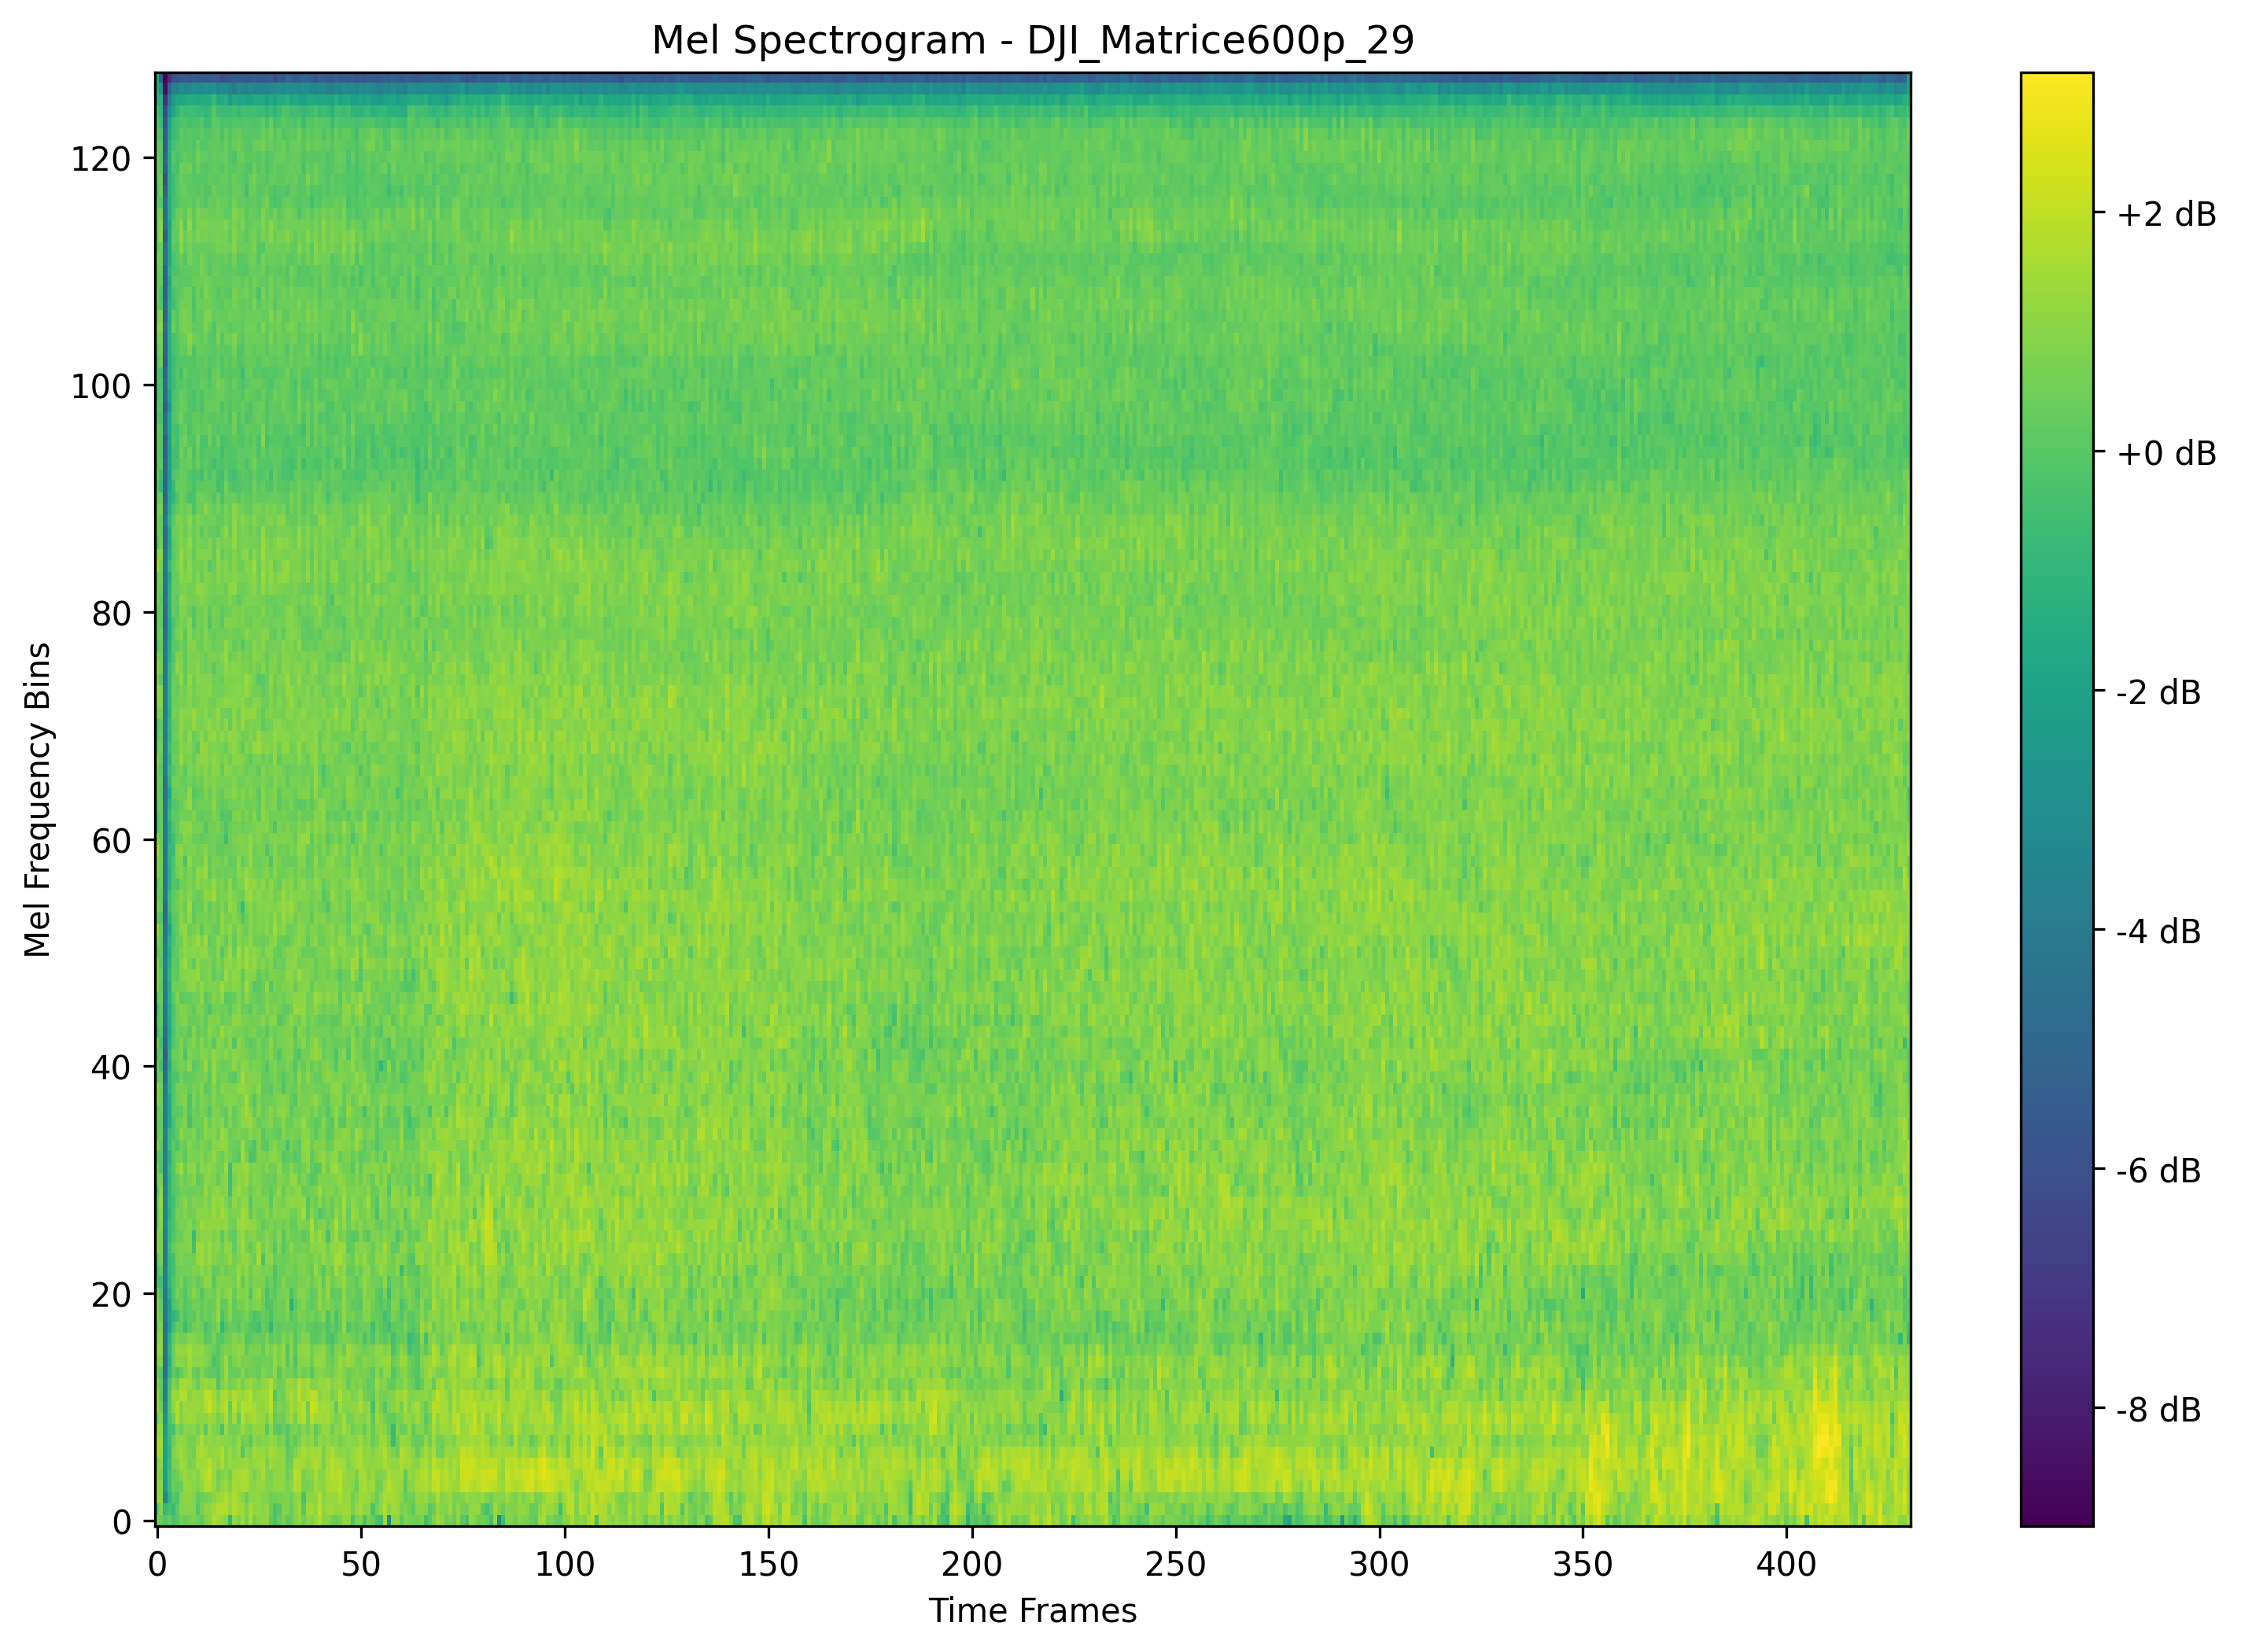 Mel Spectrogram - DJI_Matrice600p_29
Mel Frequency Bins
120
100
80
60
40
20
0
0 50 100 150 200 250 300 350 400
Time Frames
+2 dB
+0 dB
-2 dB
-4 dB
-6 dB
-8 dB